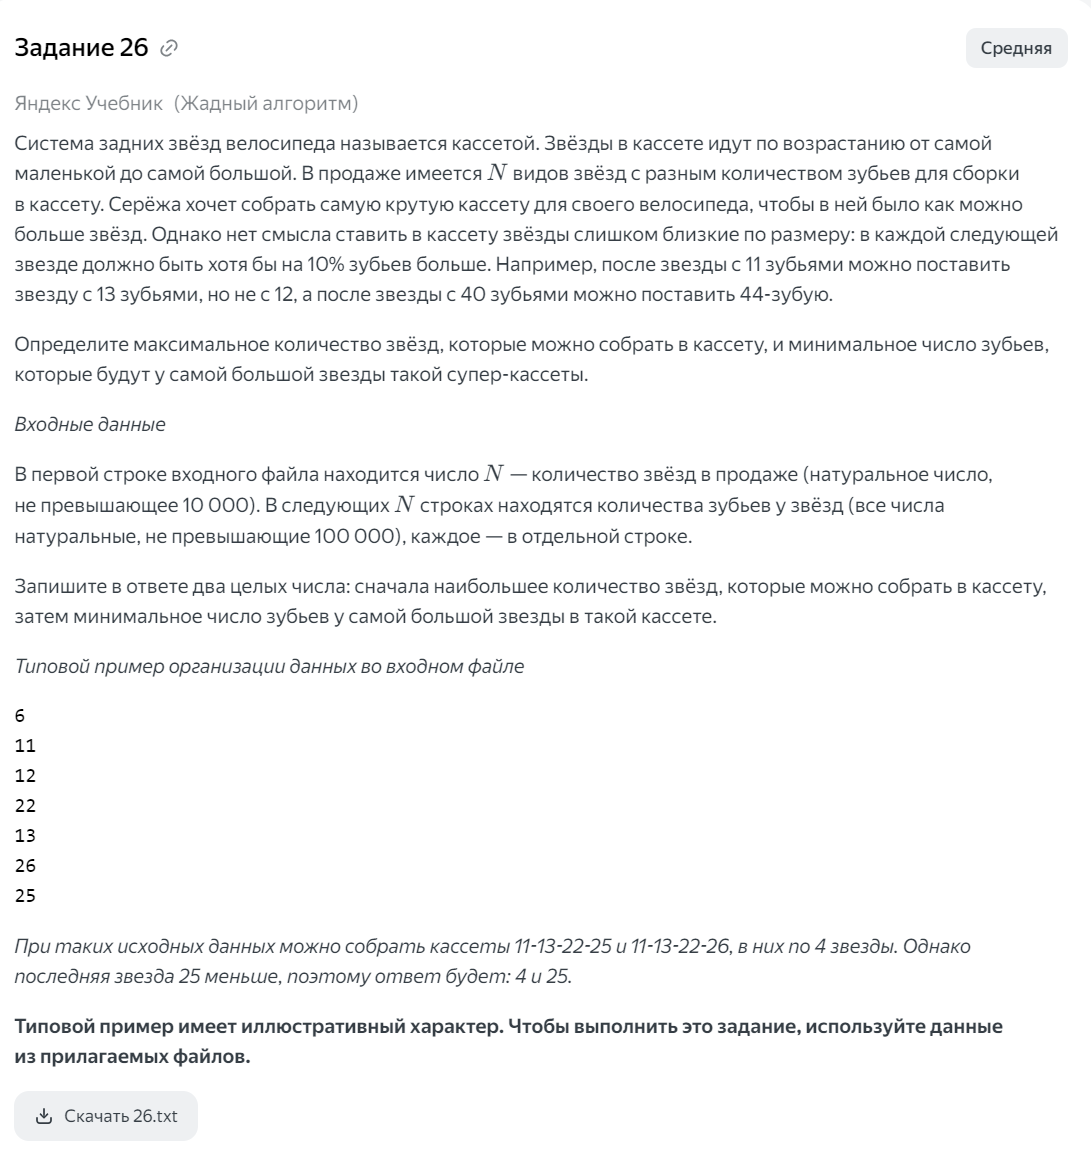 Задание 26
Средняя
Яндекс Учебник (Жадный алгоритм)
Система задних звёзд велосипеда называется кассетой. Звёзды в кассете идут по возрастанию от самой
маленькой до самой большой. В продаже имеется N видов звёзд с разным количеством зубьев для сборки
в кассету. Серёжа хочет собрать самую крутую кассету для своего велосипеда, чтобы в ней было как можно
больше звёзд. Однако нет смысла ставить в кассету звёзды слишком близкие по размеру: в каждой следующей
звезде должно быть хотя бы на 10% зубьев больше. Например, после звезды с 11 зубьями можно поставить
звезду с 13 зубьями, но не с 12, а после звезды с 40 зубьями можно поставить 44-зубую.
Определите максимальное количество звёзд, которые можно собрать в кассету, и минимальное число зубьев,
которые будут у самой большой звезды такой супер-кассеты.
Входные данные
В первой строке входного файла находится число N — количество звёзд в продаже (натуральное число,
не превышающее 10 000). В следующих N строках находятся количества зубьев у звёзд (все числа
натуральные, не превышающие 100 000), каждое — в отдельной строке.
Запишите в ответе два целых числа: сначала наибольшее количество звёзд, которые можно собрать в кассету,
затем минимальное число зубьев у самой большой звезды в такой кассете.
Типовой пример организации данных во входном файле
6
11
12
22
13
26
25
При таких исходных данных можно собрать кассеты 11-13-22-25 и 11-13-22-26, в них по 4 звезды. Однако
последняя звезда 25 меньше, поэтому ответ будет: 4 и 25.
Типовой пример имеет иллюстративный характер. Чтобы выполнить это задание, используйте данные
из прилагаемых файлов.
Скачать 26.txt